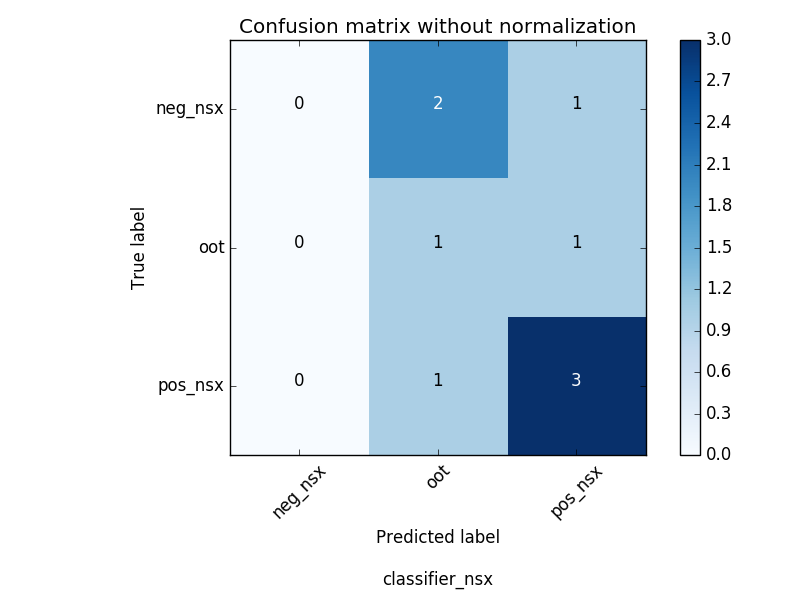 Confusion matrix without normalization
neg_nsx 0 2 1
oot 0 1 1
pos_nsx 0 1 3
neg_nsx oot pos_nsx
True label
Predicted label
classifier_nsx
3.0
2.7
2.4
2.1
1.8
1.5
1.2
0.9
0.6
0.3
0.0